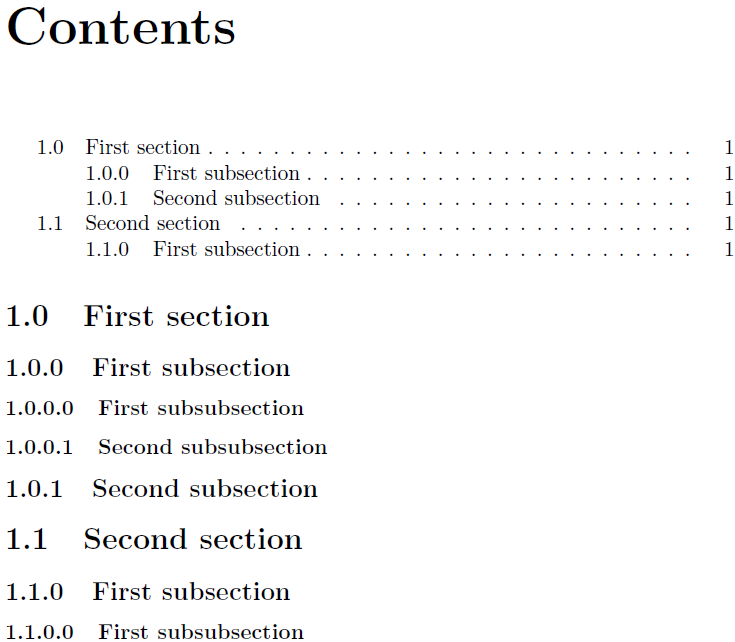 Contents
1.0 First section . . . . . . . . . . . . . . . . . . . . . . . . . . . . . . 1
1.0.0 First subsection . . . . . . . . . . . . . . . . . . . . . . . . 1
1.0.1 Second subsection . . . . . . . . . . . . . . . . . . . . . . 1
1.1 Second section . . . . . . . . . . . . . . . . . . . . . . . . . . . . 1
1.1.0 First subsection . . . . . . . . . . . . . . . . . . . . . . . . 1
1.0 First section
1.0.0 First subsection
1.0.0.0 First subsubsection
1.0.0.1 Second subsubsection
1.0.1 Second subsection
1.1 Second section
1.1.0 First subsection
1.1.0.0 First subsubsection